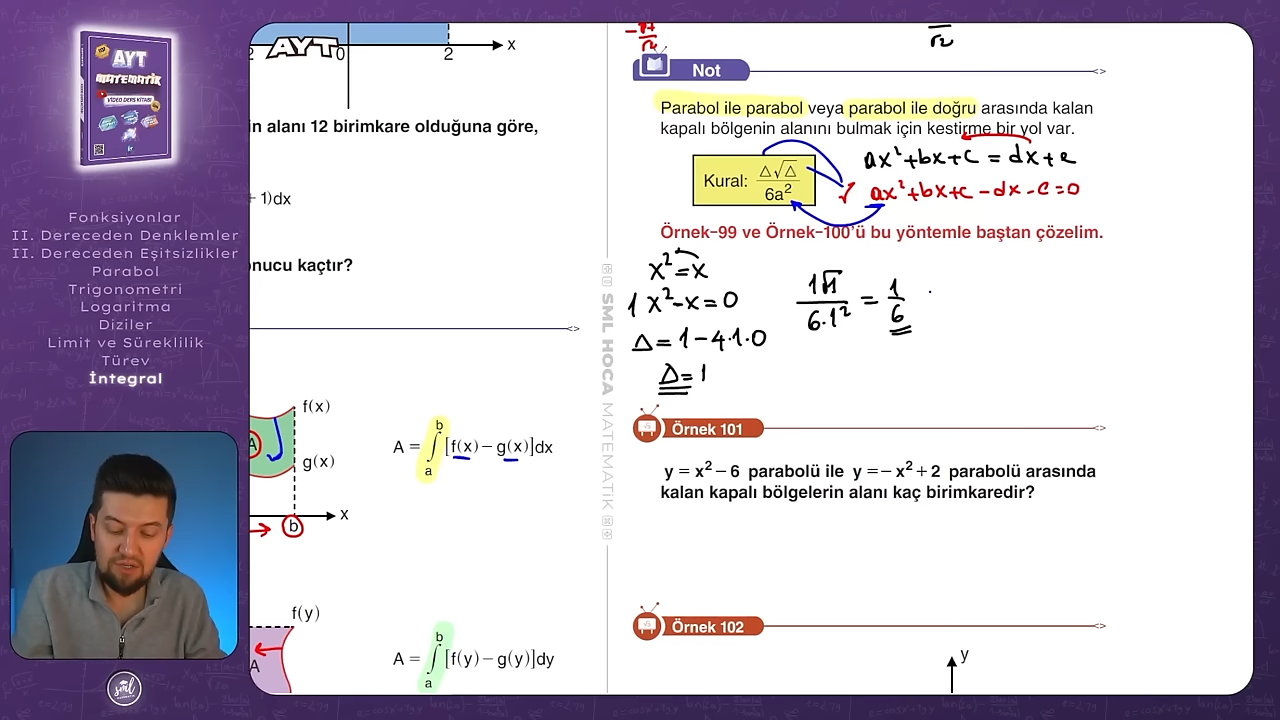 AYT
MATEMATİK
VİDEO DERS KİTABI
Fonksiyonlar
II. Dereceden Denklemler
II. Dereceden Eşitsizlikler
Parabol
Trigonometri
Logaritma
Diziler
Limit ve Süreklilik
Türev
İntegral
sml
AYT
0
2
x
in alanı 12 birimkare olduğuna göre,
+ 1)dx
onucu kaçtır?
f(x)
A
g(x)
x
b
A = ∫ₐᵇ [f(x) − g(x)]dx
f(y)
A
A = ∫ₐᵇ [f(y) − g(y)]dy
SML HOCA MATEMATİK
√2
Not
Parabol ile parabol veya parabol ile doğru arasında kalan
kapalı bölgenin alanını bulmak için kestirme bir yol var.
Kural: Δ√Δ / 6a²
ax² + bx + c = dx + e
ax² + bx + c − dx − e = 0
Örnek–99 ve Örnek–100'ü bu yöntemle baştan çözelim.
x² = x
1x² − x = 0
Δ = 1 − 4·1·0
Δ = 1
1√1 / 6·1² = 1/6
Örnek 101
y = x² − 6 parabolü ile y = − x² + 2 parabolü arasında
kalan kapalı bölgelerin alanı kaç birimkaredir?
Örnek 102
y